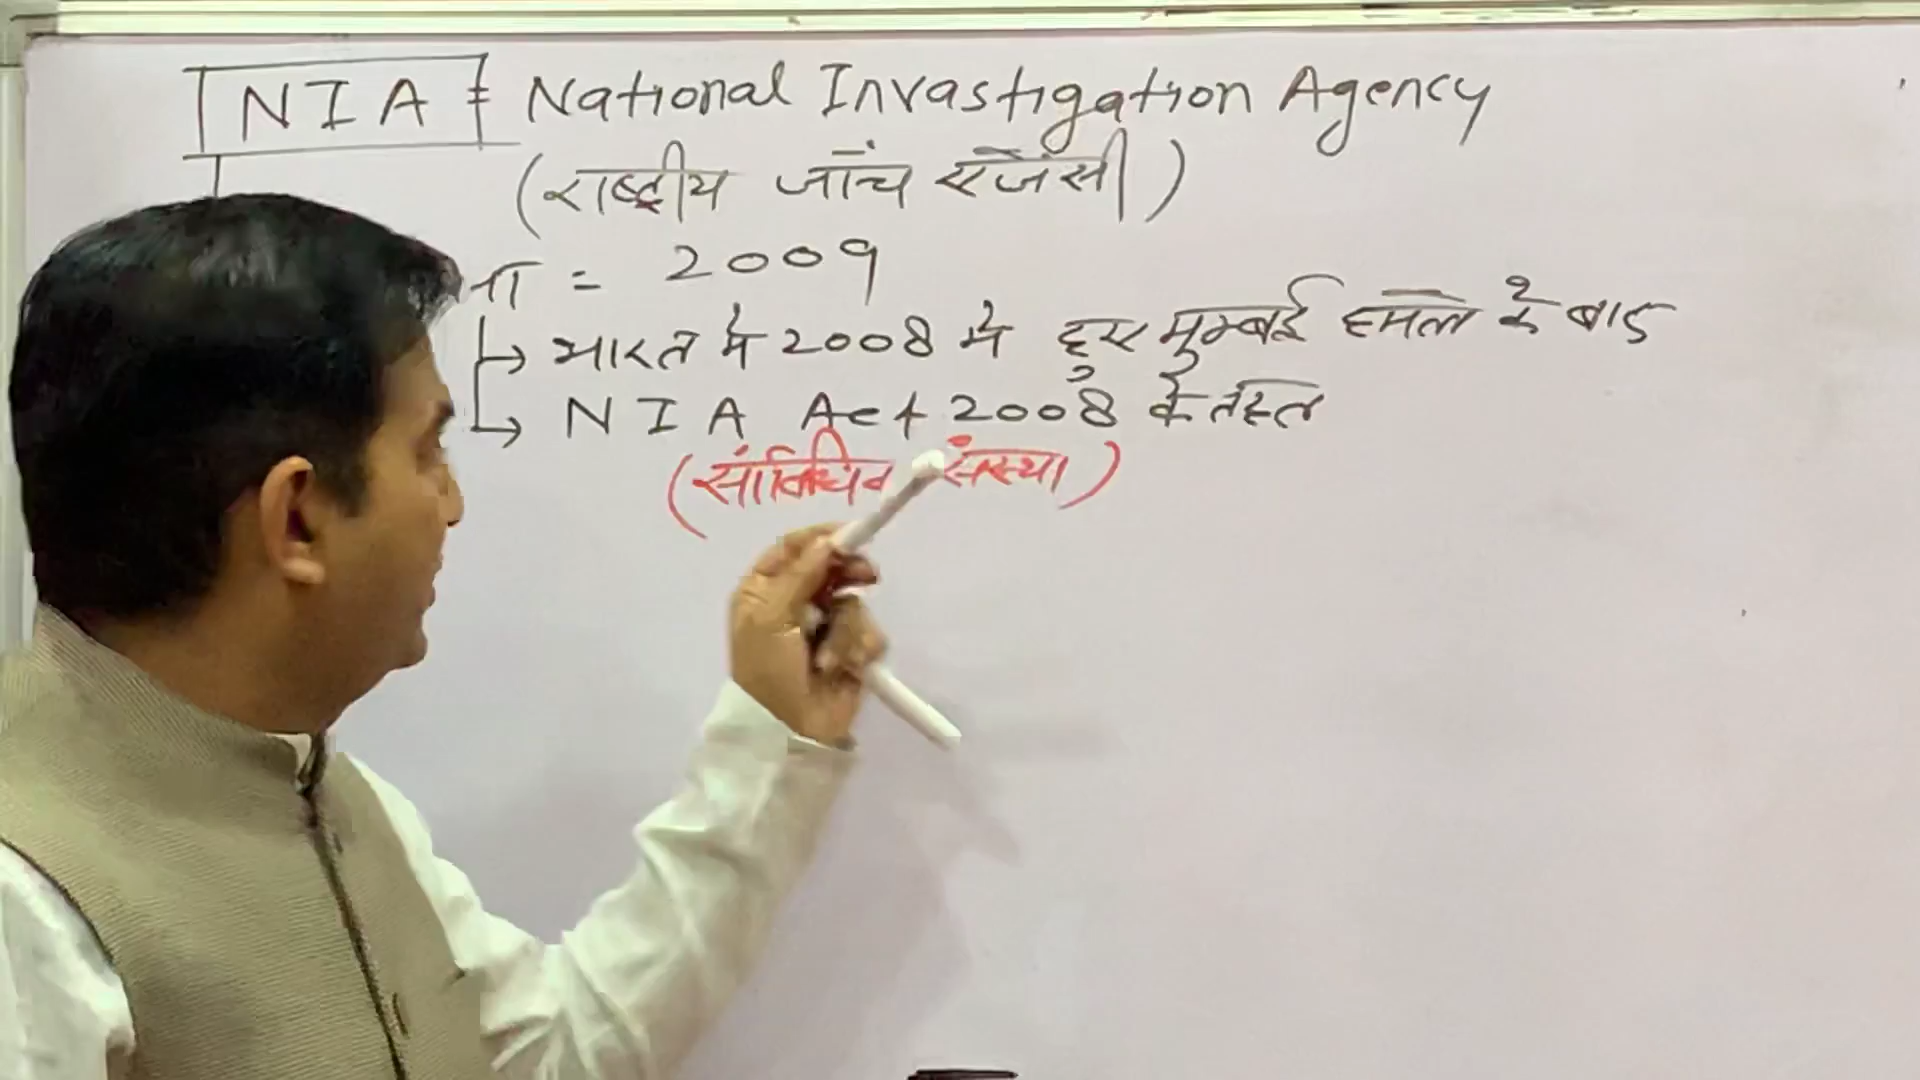 NIA = National Invastigation Agency
(राष्ट्रीय जाँच एजेंसी)
ना = 2009
→ भारत में 2008 में हुए मुम्बई हमले के बाद
→ NIA Act 2008 के तहत
(सांविधिक संस्था)